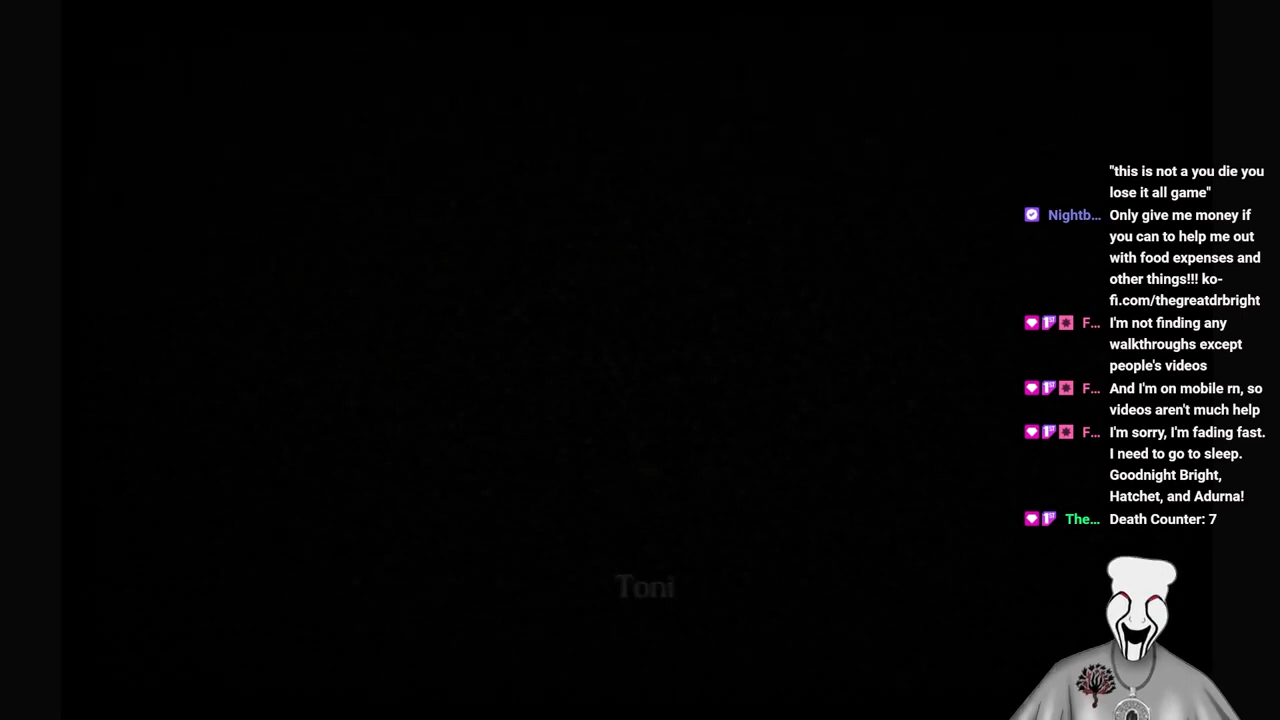 "this is not a you die you
lose it all game"
Nightb... Only give me money if
you can to help me out
with food expenses and
other things!!! ko-
fi.com/thegreatdrbright
F... I'm not finding any
walkthroughs except
people's videos
F... And I'm on mobile rn, so
videos aren't much help
F... I'm sorry, I'm fading fast.
I need to go to sleep.
Goodnight Bright,
Hatchet, and Adurna!
The... Death Counter: 7
Toni